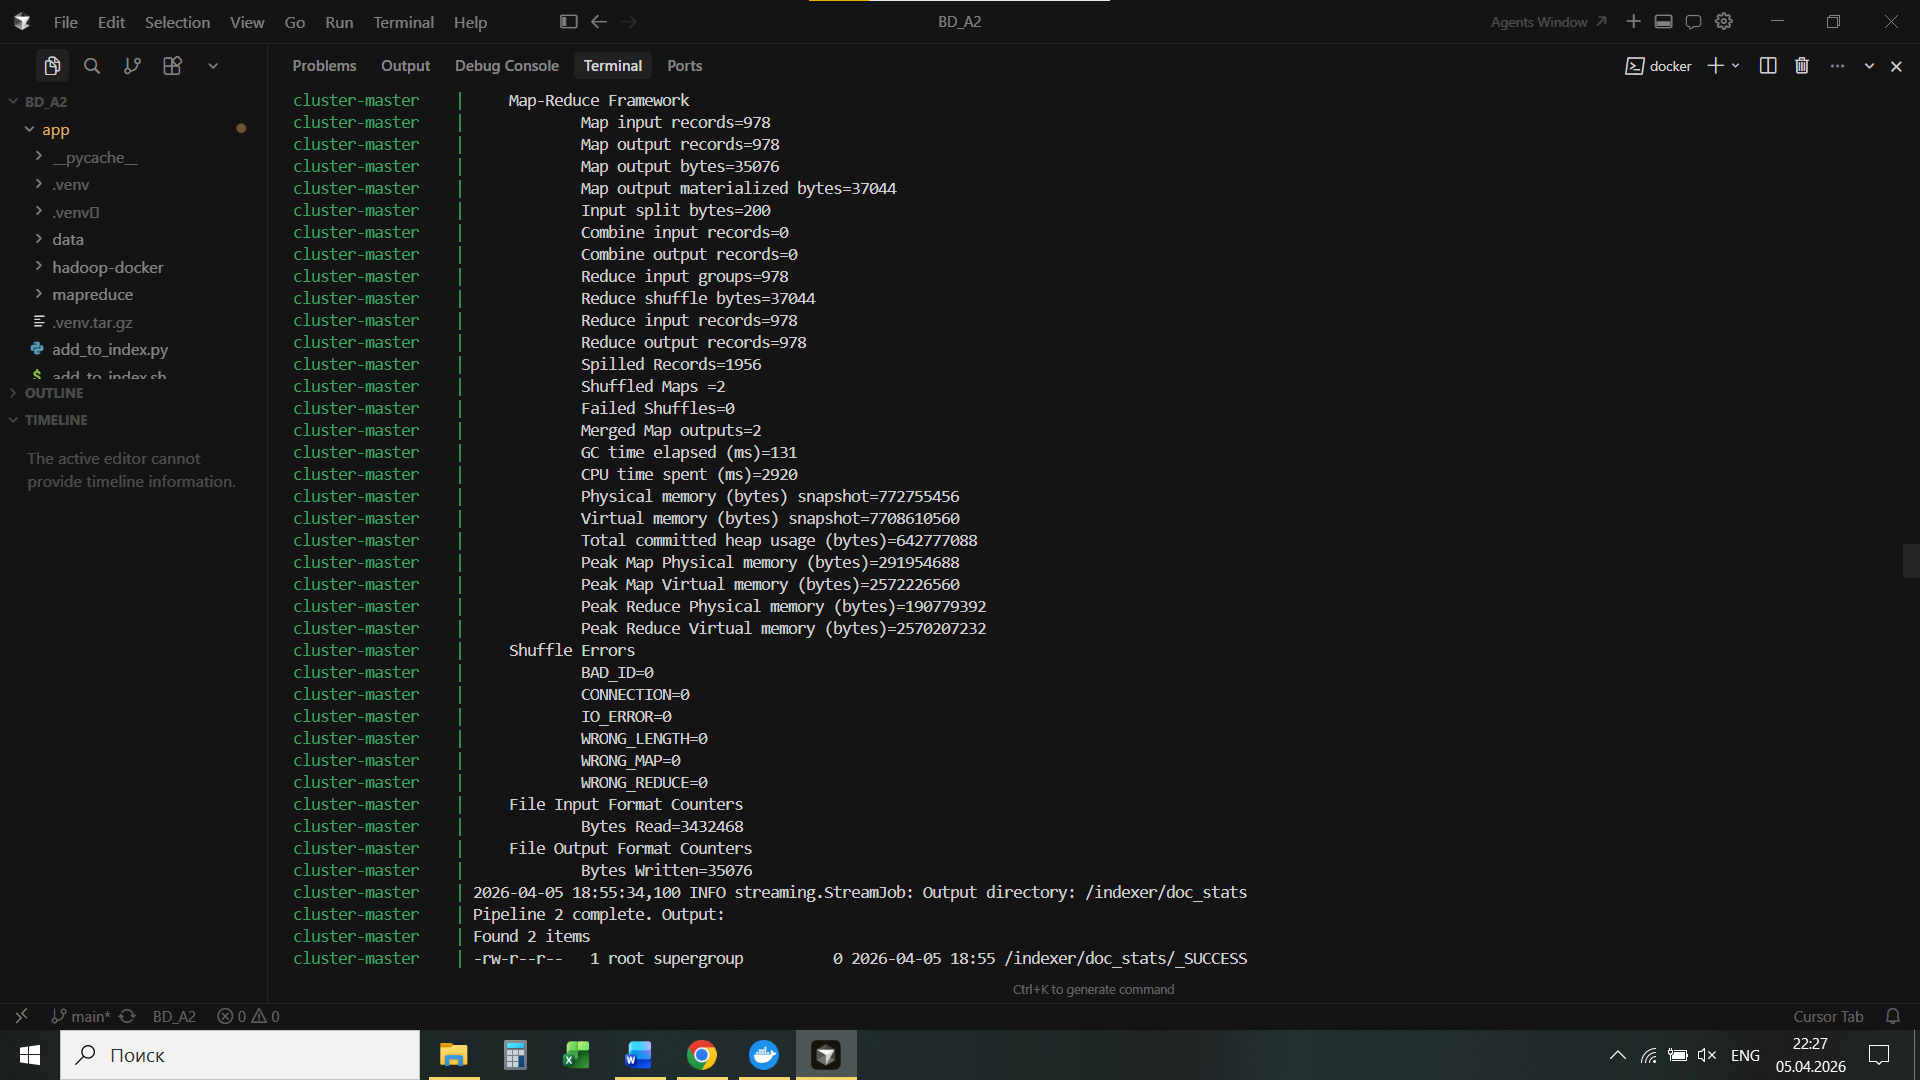 File Edit Selection View Go Run Terminal Help
BD_A2
Agents Window
BD_A2
app
__pycache__
.venv
.venv
data
hadoop-docker
mapreduce
.venv.tar.gz
add_to_index.py
add_to_index.sh
OUTLINE
TIMELINE
The active editor cannot
provide timeline information.
Problems Output Debug Console Terminal Ports
docker
cluster-master | Map-Reduce Framework
cluster-master | Map input records=978
cluster-master | Map output records=978
cluster-master | Map output bytes=35076
cluster-master | Map output materialized bytes=37044
cluster-master | Input split bytes=200
cluster-master | Combine input records=0
cluster-master | Combine output records=0
cluster-master | Reduce input groups=978
cluster-master | Reduce shuffle bytes=37044
cluster-master | Reduce input records=978
cluster-master | Reduce output records=978
cluster-master | Spilled Records=1956
cluster-master | Shuffled Maps =2
cluster-master | Failed Shuffles=0
cluster-master | Merged Map outputs=2
cluster-master | GC time elapsed (ms)=131
cluster-master | CPU time spent (ms)=2920
cluster-master | Physical memory (bytes) snapshot=772755456
cluster-master | Virtual memory (bytes) snapshot=7708610560
cluster-master | Total committed heap usage (bytes)=642777088
cluster-master | Peak Map Physical memory (bytes)=291954688
cluster-master | Peak Map Virtual memory (bytes)=2572226560
cluster-master | Peak Reduce Physical memory (bytes)=190779392
cluster-master | Peak Reduce Virtual memory (bytes)=2570207232
cluster-master | Shuffle Errors
cluster-master | BAD_ID=0
cluster-master | CONNECTION=0
cluster-master | IO_ERROR=0
cluster-master | WRONG_LENGTH=0
cluster-master | WRONG_MAP=0
cluster-master | WRONG_REDUCE=0
cluster-master | File Input Format Counters
cluster-master | Bytes Read=3432468
cluster-master | File Output Format Counters
cluster-master | Bytes Written=35076
cluster-master | 2026-04-05 18:55:34,100 INFO streaming.StreamJob: Output directory: /indexer/doc_stats
cluster-master | Pipeline 2 complete. Output:
cluster-master | Found 2 items
cluster-master | -rw-r--r-- 1 root supergroup 0 2026-04-05 18:55 /indexer/doc_stats/_SUCCESS
Ctrl+K to generate command
main* BD_A2 0 0
Cursor Tab
Поиск
ENG
22:27
05.04.2026